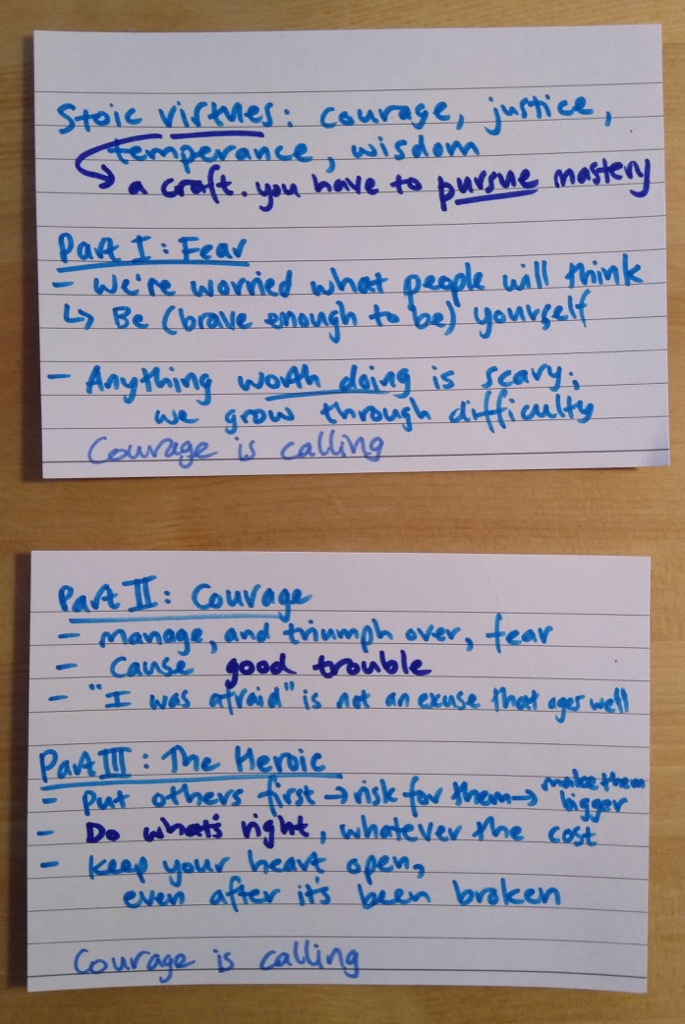 Stoic virtues: courage, justice,
temperance, wisdom
a craft. you have to pursue mastery
Part I: Fear
- We're worried what people will think
↳ Be (brave enough to be) yourself
- Anything worth doing is scary;
we grow through difficulty
Courage is calling
Part II: Courage
- manage, and triumph over, fear
- Cause good trouble
- "I was afraid" is not an excuse that ages well
Part III: The Heroic
- Put others first → risk for them → make them bigger
- Do what's right, whatever the cost
- keep your heart open,
even after it's been broken
Courage is calling